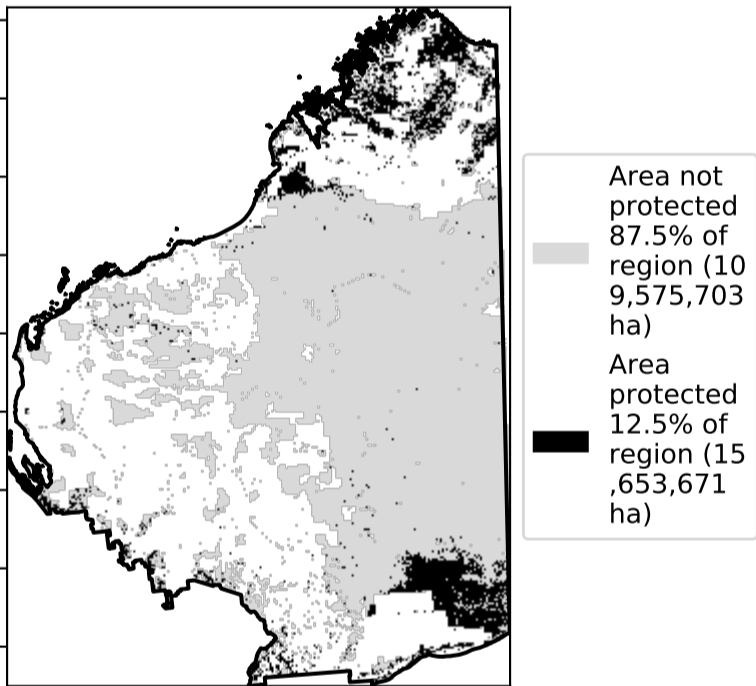 Area not
protected
87.5% of
region (10
9,575,703
ha)
Area
protected
12.5% of
region (15
,653,671
ha)